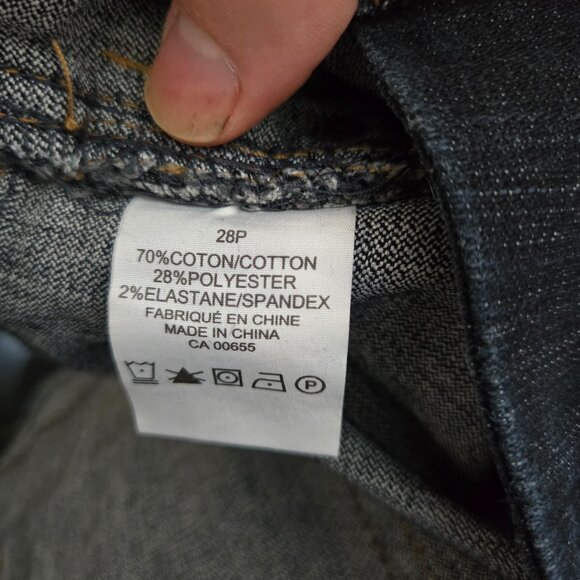 28P
70%COTON/COTTON
28%POLYESTER
2%ELASTANE/SPANDEX
FABRIQUÉ EN CHINE
MADE IN CHINA
CA 00655
P